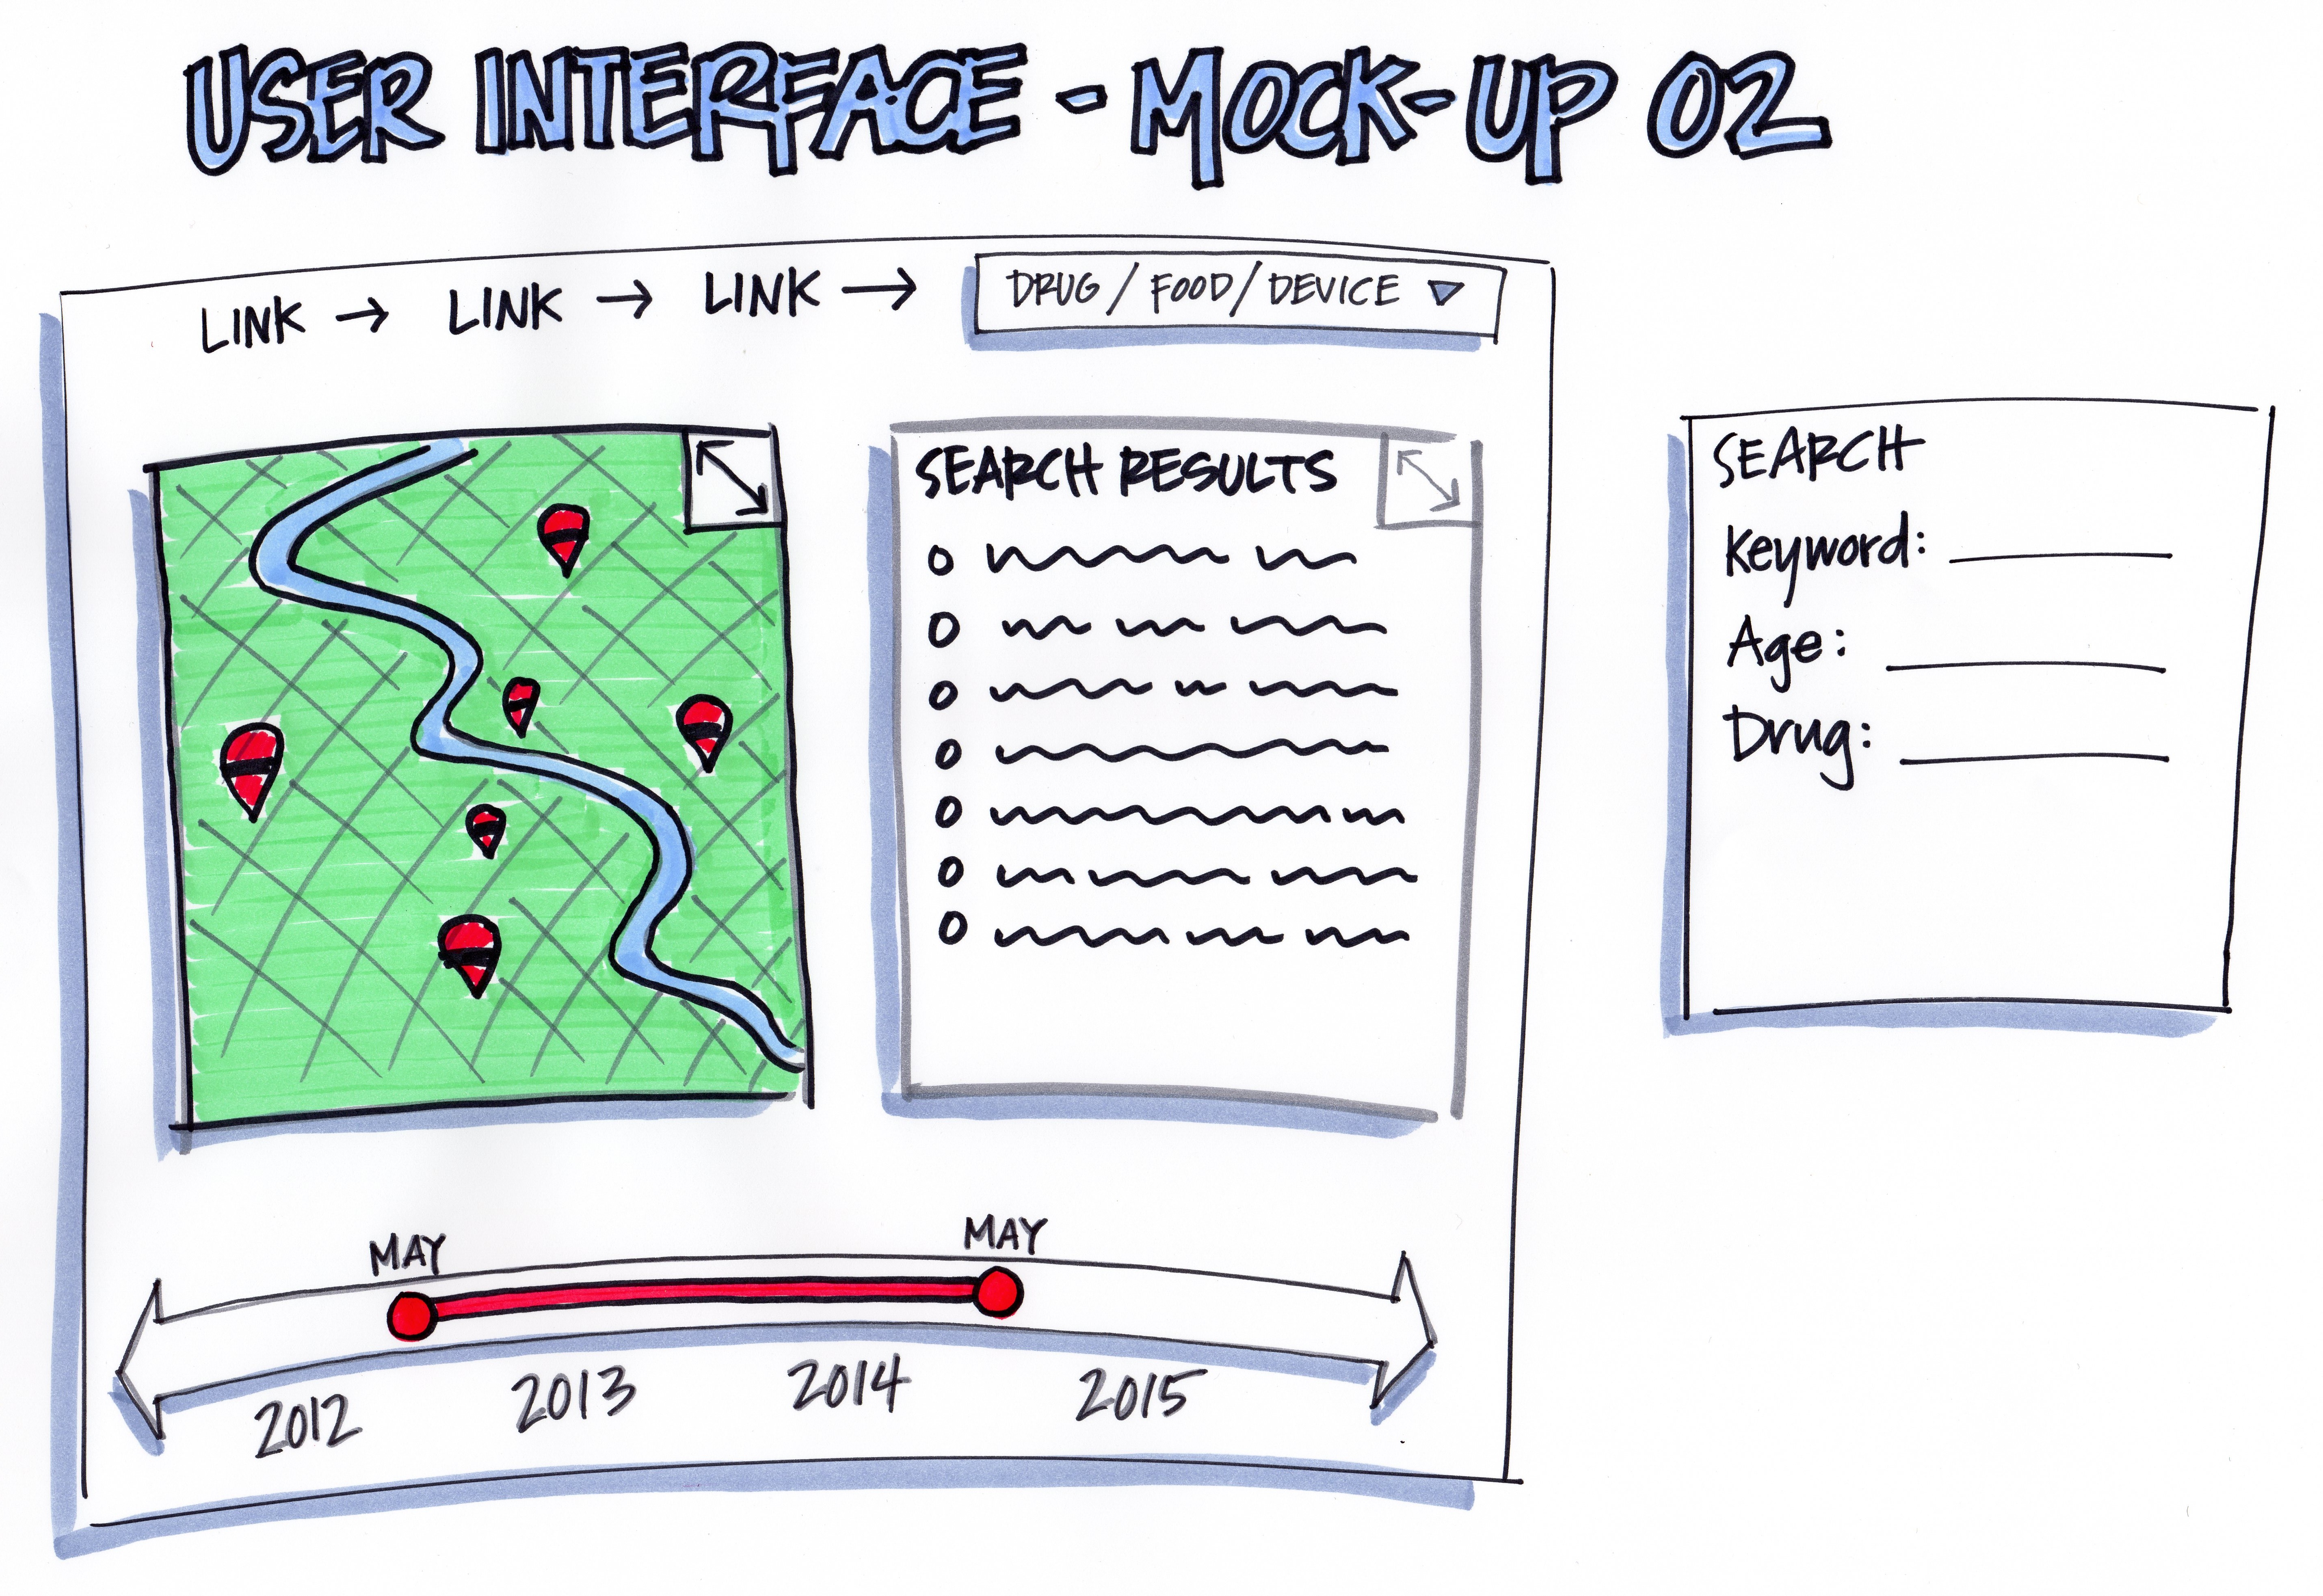 USER INTERFACE - MOCK-UP 02
LINK → LINK → LINK → DRUG / FOOD / DEVICE
SEARCH RESULTS
SEARCH
Keyword:
Age:
Drug:
MAY MAY
2012 2013 2014 2015